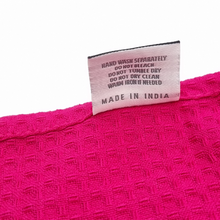 HAND WASH SEPARATELY
DO NOT BLEACH
DO NOT TUMBLE DRY
DO NOT DRY CLEAN
WARM IRON IF NEEDED
MADE IN INDIA